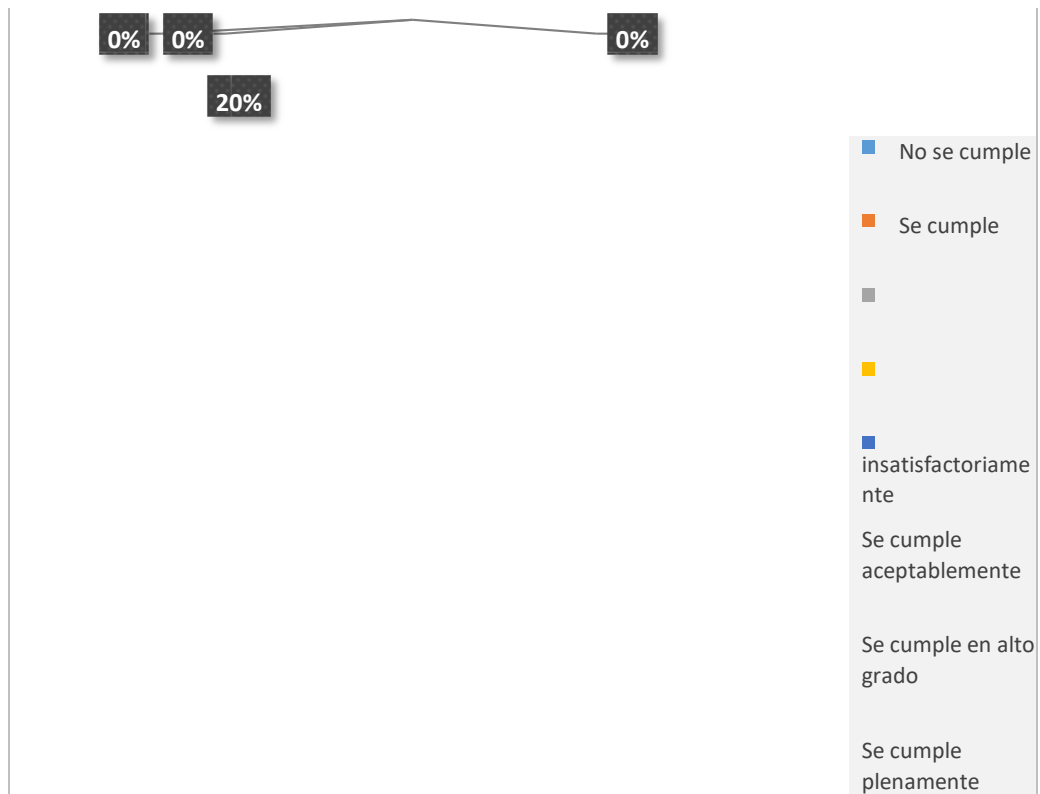 0% 0% 0%
20%
No se cumple
Se cumple
insatisfactoriame
nte
Se cumple
aceptablemente
Se cumple en alto
grado
Se cumple
plenamente